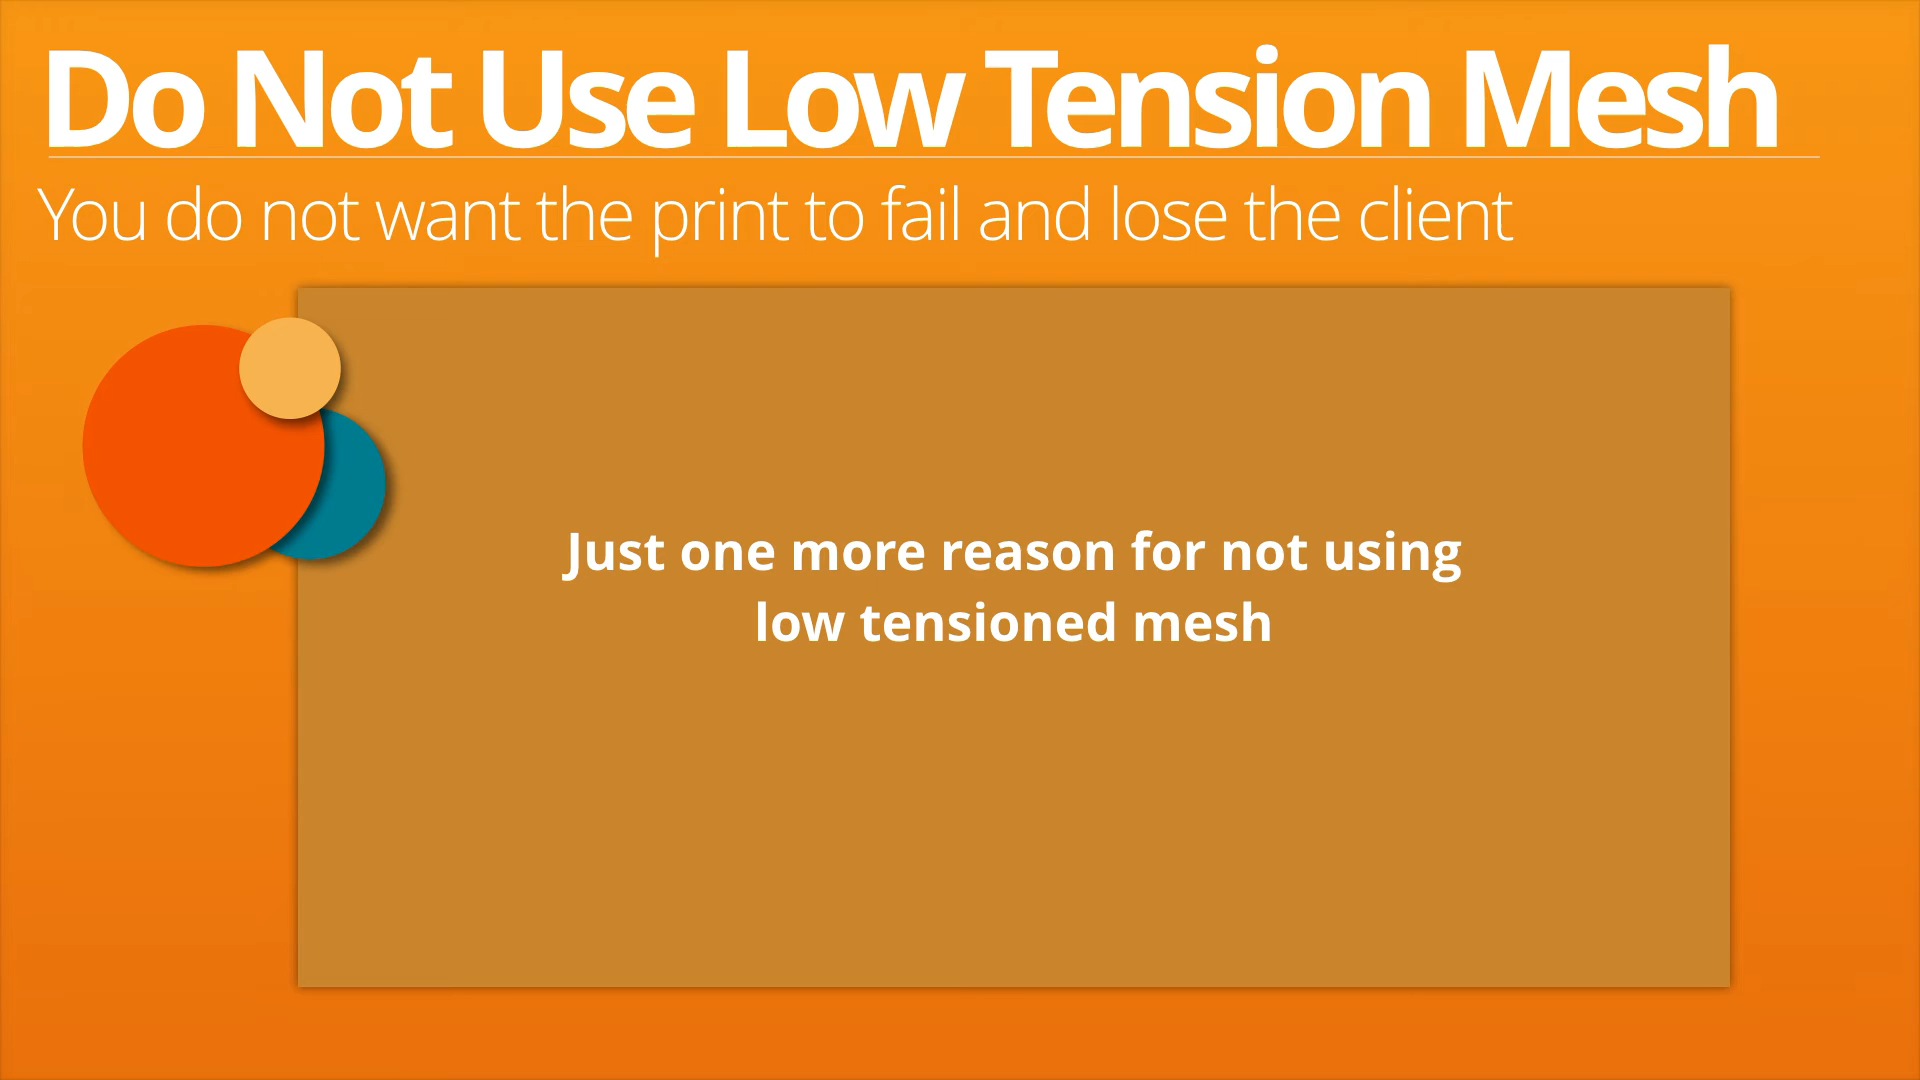 Do Not Use Low Tension Mesh
You do not want the print to fail and lose the client
Just one more reason for not using
low tensioned mesh